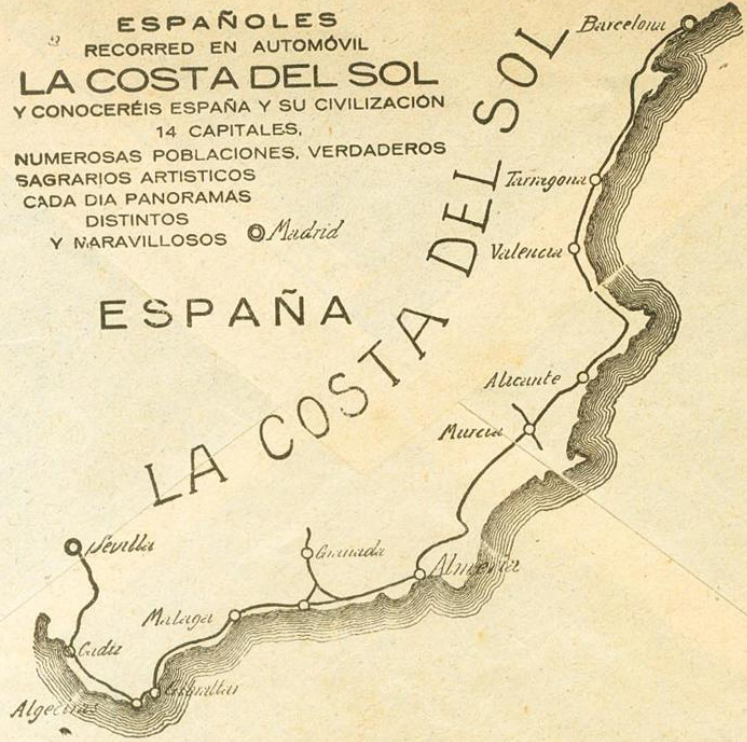 ESPAÑOLES
RECORRED EN AUTOMÓVIL
LA COSTA DEL SOL
Y CONOCERÉIS ESPAÑA Y SU CIVILIZACIÓN
14 CAPITALES,
NUMEROSAS POBLACIONES, VERDADEROS
SAGRARIOS ARTISTICOS
CADA DIA PANORAMAS
DISTINTOS
Y MARAVILLOSOS
Madrid
ESPAÑA
LA COSTA DEL SOL
Barcelona
Tarragona
Valencia
Alicante
Murcia
Almeria
Granada
Malaga
Sevilla
Cadiz
Gibraltar
Algeciras